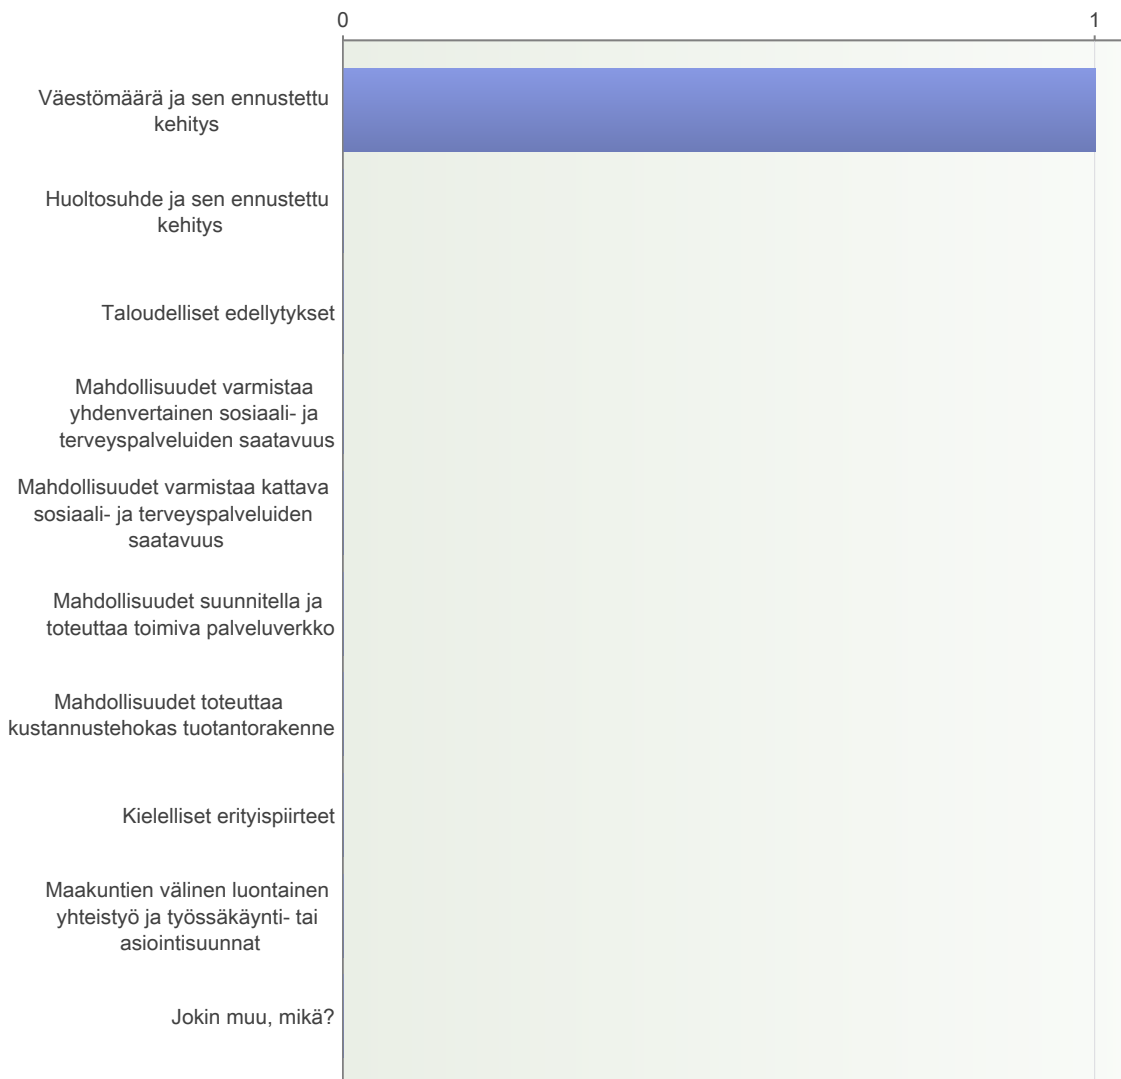 0 1
Väestömäärä ja sen ennustettu
kehitys
Huoltosuhde ja sen ennustettu
kehitys
Taloudelliset edellytykset
Mahdollisuudet varmistaa
yhdenvertainen sosiaali- ja
terveyspalveluiden saatavuus
Mahdollisuudet varmistaa kattava
sosiaali- ja terveyspalveluiden
saatavuus
Mahdollisuudet suunnitella ja
toteuttaa toimiva palveluverkko
Mahdollisuudet toteuttaa
kustannustehokas tuotantorakenne
Kielelliset erityispiirteet
Maakuntien välinen luontainen
yhteistyö ja työssäkäynti- tai
asiointisuunnat
Jokin muu, mikä?